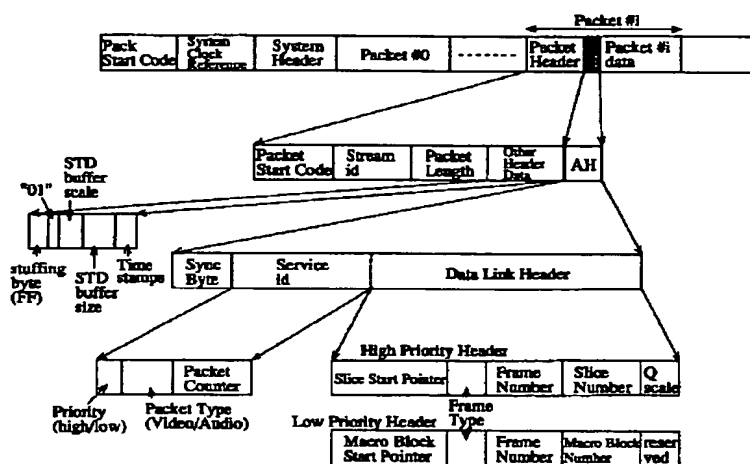 Packet #i
Pack Start Code
System Clock Reference
System Header
Packet #0
Packet Header
Packet #i data
Packet Start Code
Stream id
Packet Length
Other Header Data
AH
STD buffer scale
"01"
stuffing byte (FF)
STD buffer size
Time stamps
Sync Byte
Service id
Data Link Header
Packet Counter
Priority (high/low)
Packet Type (Video/Audio)
High Priority Header
Slice Start Pointer
Frame Number
Slice Number
Q scale
Frame Type
Low Priority Header
Macro Block Start Pointer
Frame Number
Macro Block Number
reser ved